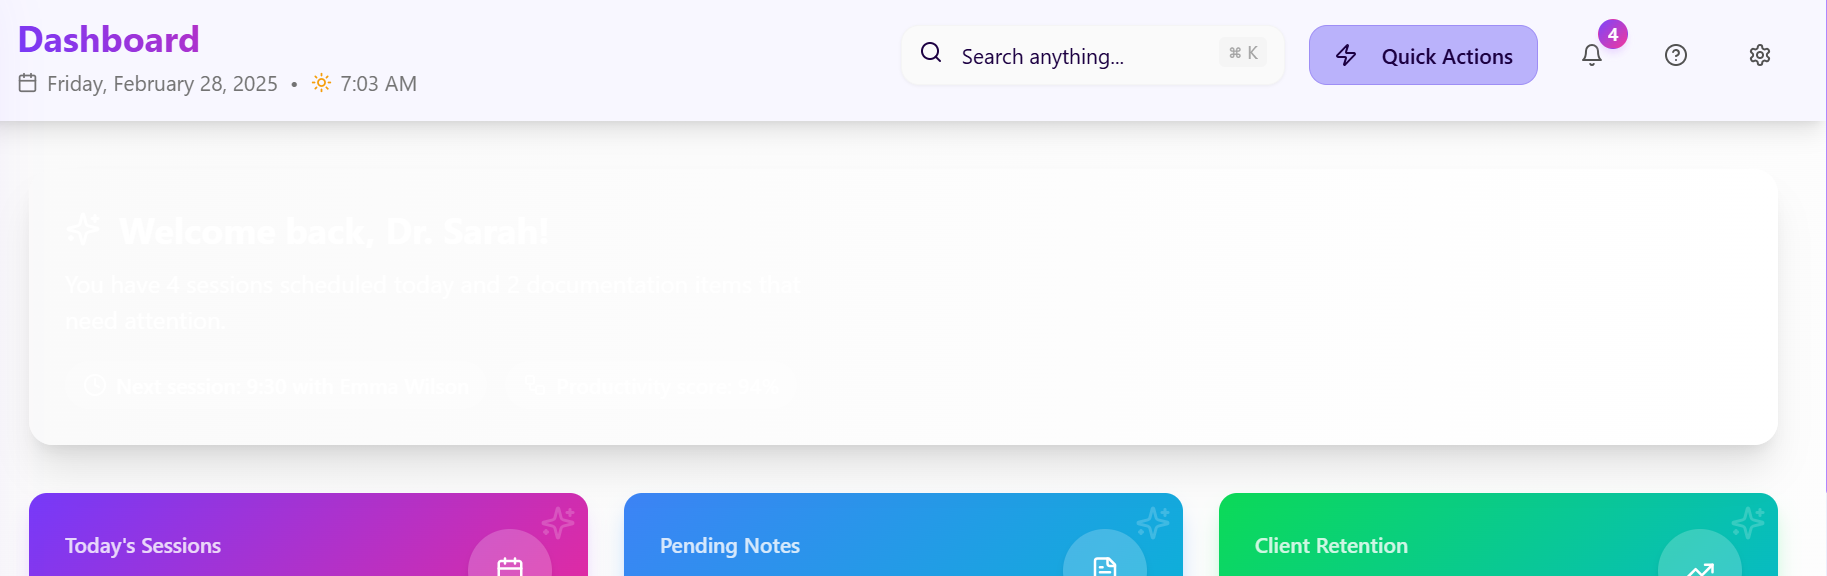 Dashboard
Friday, February 28, 2025 • 7:03 AM
Search anything...
⌘ K
Quick Actions
4
Welcome back, Dr. Sarah!
You have 4 sessions scheduled today and 2 documentation items that
need attention.
Next session: 9:30 with Emma Wilson
Productivity
Today's Sessions
Pending Notes
Client Retention